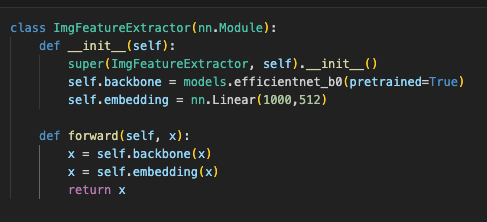 class ImgFeatureExtractor(nn.Module):
    def __init__(self):
        super(ImgFeatureExtractor, self).__init__()
        self.backbone = models.efficientnet_b0(pretrained=True)
        self.embedding = nn.Linear(1000,512)

    def forward(self, x):
        x = self.backbone(x)
        x = self.embedding(x)
        return x